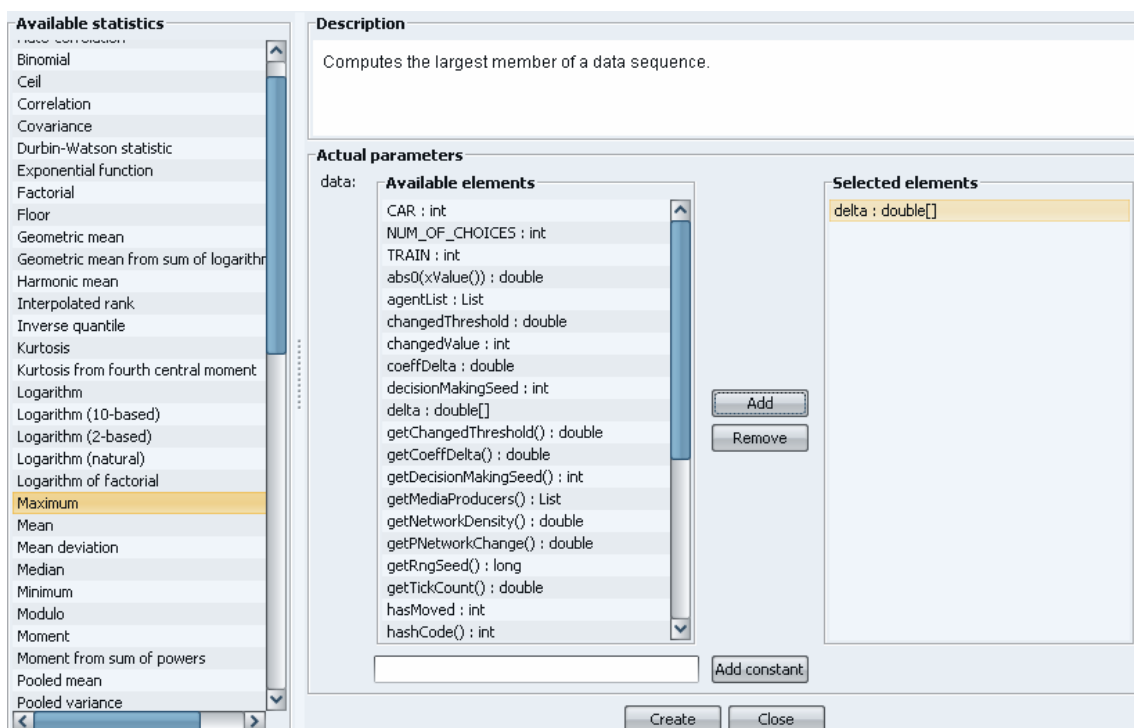 Available statistics
Binomial
Ceil
Correlation
Covariance
Durbin-Watson statistic
Exponential function
Factorial
Floor
Geometric mean
Geometric mean from sum of logarithr
Harmonic mean
Interpolated rank
Inverse quantile
Kurtosis
Kurtosis from fourth central moment
Logarithm
Logarithm (10-based)
Logarithm (2-based)
Logarithm (natural)
Logarithm of factorial
Maximum
Mean
Mean deviation
Median
Minimum
Modulo
Moment
Moment from sum of powers
Pooled mean
Pooled variance
Description
Computes the largest member of a data sequence.
Actual parameters
data:
Available elements
CAR : int
NUM_OF_CHOICES : int
TRAIN : int
abs0(xValue()) : double
agentList : List
changedThreshold : double
changedValue : int
coeffDelta : double
decisionMakingSeed : int
delta : double[]
getChangedThreshold() : double
getCoeffDelta() : double
getDecisionMakingSeed() : int
getMediaProducers() : List
getNetworkDensity() : double
getPNetworkChange() : double
getRngSeed() : long
getTickCount() : double
hasMoved : int
hashCode() : int
Add
Remove
Add constant
Selected elements
delta : double[]
Create
Close